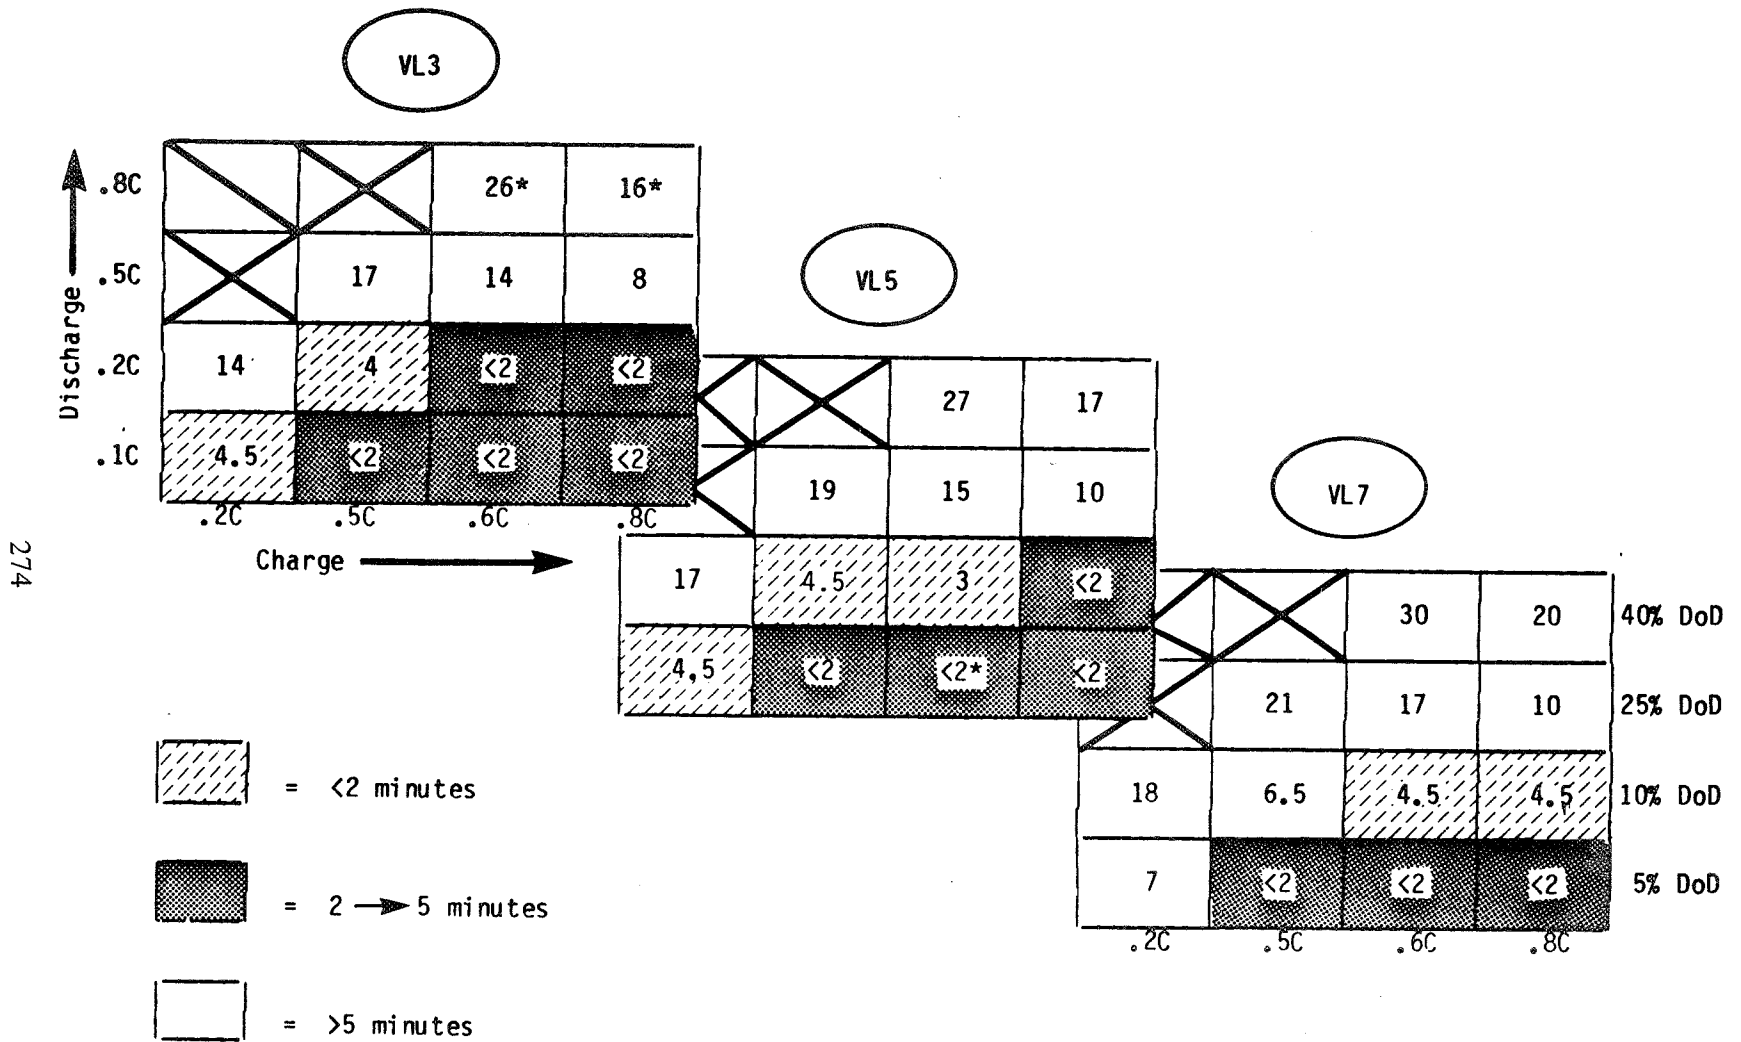 VL3
.8C 26* 16*
.5C 17 14 8
.2C 14 4 <2 <2
.1C 4.5 <2 <2 <2
.2C .5C .6C .8C
Discharge
Charge
VL5
27 17
19 15 10
17 4.5 3 <2
4,5 <2 <2* <2
VL7
30 20 40% DoD
21 17 10 25% DoD
18 6.5 4.5 4.5 10% DoD
7 <2 <2 <2 5% DoD
.2C .5C .6C .8C
= <2 minutes
= 2 → 5 minutes
= >5 minutes
274